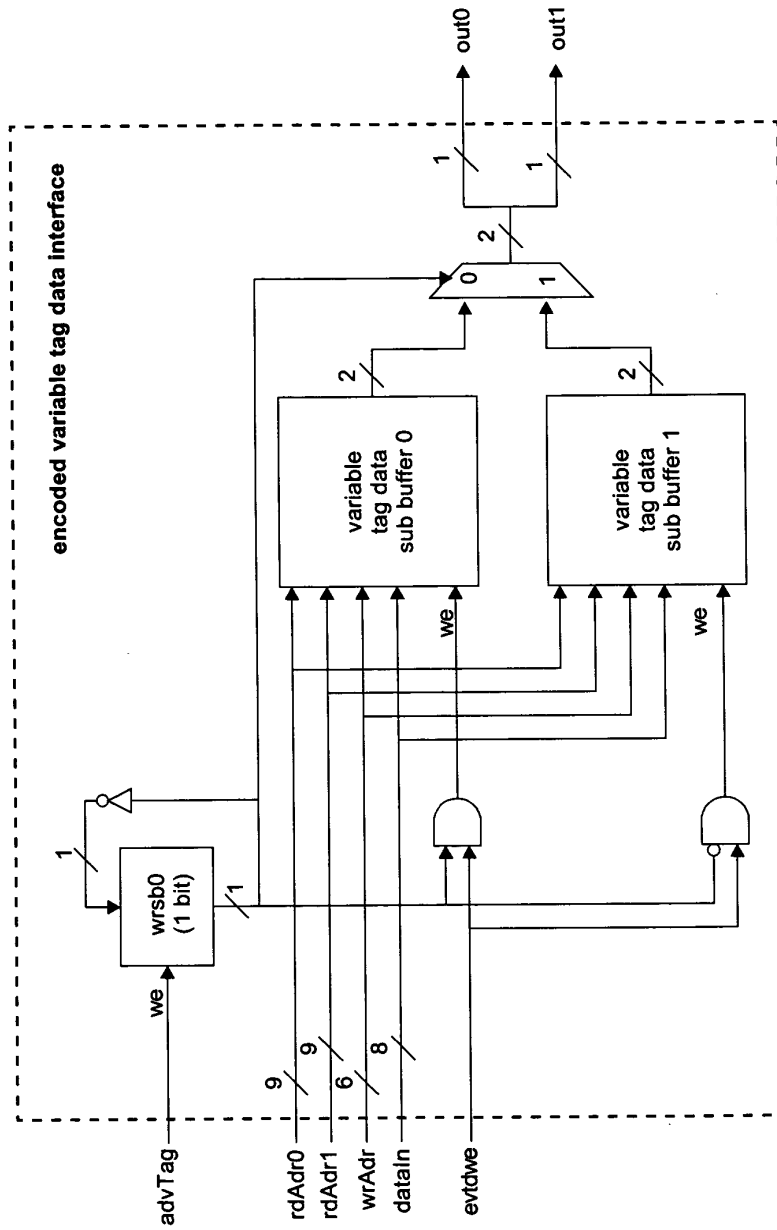 encoded variable tag data interface
advTag
we
wrsb0
(1 bit)
1
1
rdAdr0
9
rdAdr1
9
wrAdr
6
dataIn
8
evtdwe
we
variable
tag data
sub buffer 0
2
we
variable
tag data
sub buffer 1
2
0
1
2
1
out0
1
out1